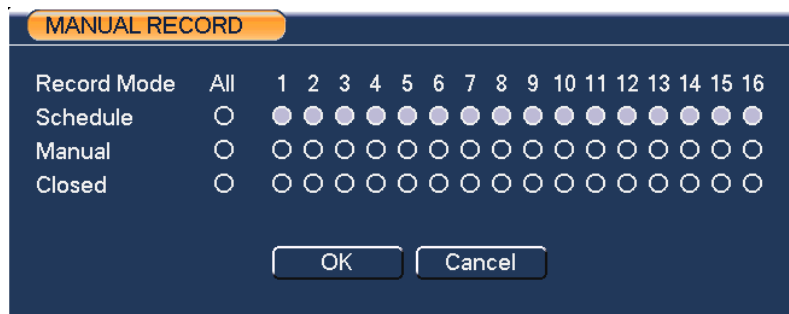 MANUAL RECORD
Record Mode All 1 2 3 4 5 6 7 8 9 10 11 12 13 14 15 16
Schedule
Manual
Closed
OK Cancel